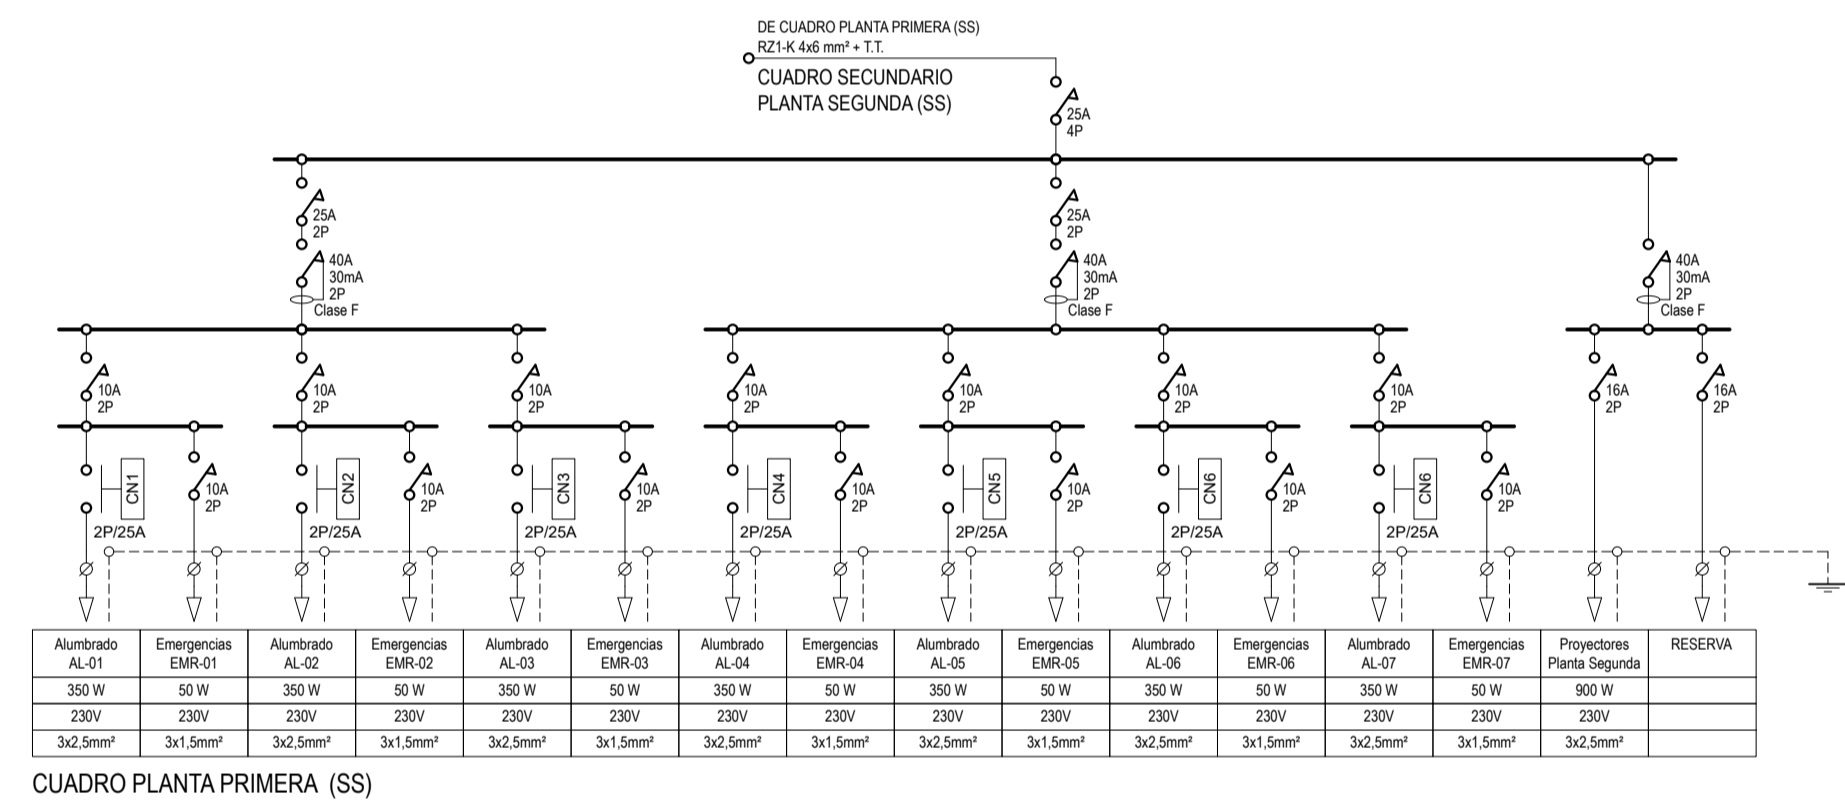 DE CUADRO PLANTA PRIMERA (SS)
RZ1-K 4x6 mm² + T.T.
CUADRO SECUNDARIO
PLANTA SEGUNDA (SS)
25A
4P
25A
2P
25A
2P
40A
30mA
2P
Clase F
40A
30mA
2P
Clase F
40A
30mA
2P
Clase F
10A
2P
10A
2P
10A
2P
10A
2P
10A
2P
10A
2P
10A
2P
16A
2P
16A
2P
CN1
2P/25A
10A
2P
CN2
2P/25A
10A
2P
CN3
2P/25A
10A
2P
CN4
2P/25A
10A
2P
CN5
2P/25A
10A
2P
CN6
2P/25A
10A
2P
CN6
2P/25A
10A
2P
Alumbrado Emergencias Alumbrado Emergencias Alumbrado Emergencias Alumbrado Emergencias Alumbrado Emergencias Alumbrado Emergencias Alumbrado Emergencias Proyectores RESERVA
AL-01 EMR-01 AL-02 EMR-02 AL-03 EMR-03 AL-04 EMR-04 AL-05 EMR-05 AL-06 EMR-06 AL-07 EMR-07 Planta Segunda
350 W 50 W 350 W 50 W 350 W 50 W 350 W 50 W 350 W 50 W 350 W 50 W 350 W 50 W 900 W
230V 230V 230V 230V 230V 230V 230V 230V 230V 230V 230V 230V 230V 230V 230V
3x2,5mm² 3x1,5mm² 3x2,5mm² 3x1,5mm² 3x2,5mm² 3x1,5mm² 3x2,5mm² 3x1,5mm² 3x2,5mm² 3x1,5mm² 3x2,5mm² 3x1,5mm² 3x2,5mm² 3x1,5mm² 3x2,5mm²
CUADRO PLANTA PRIMERA (SS)